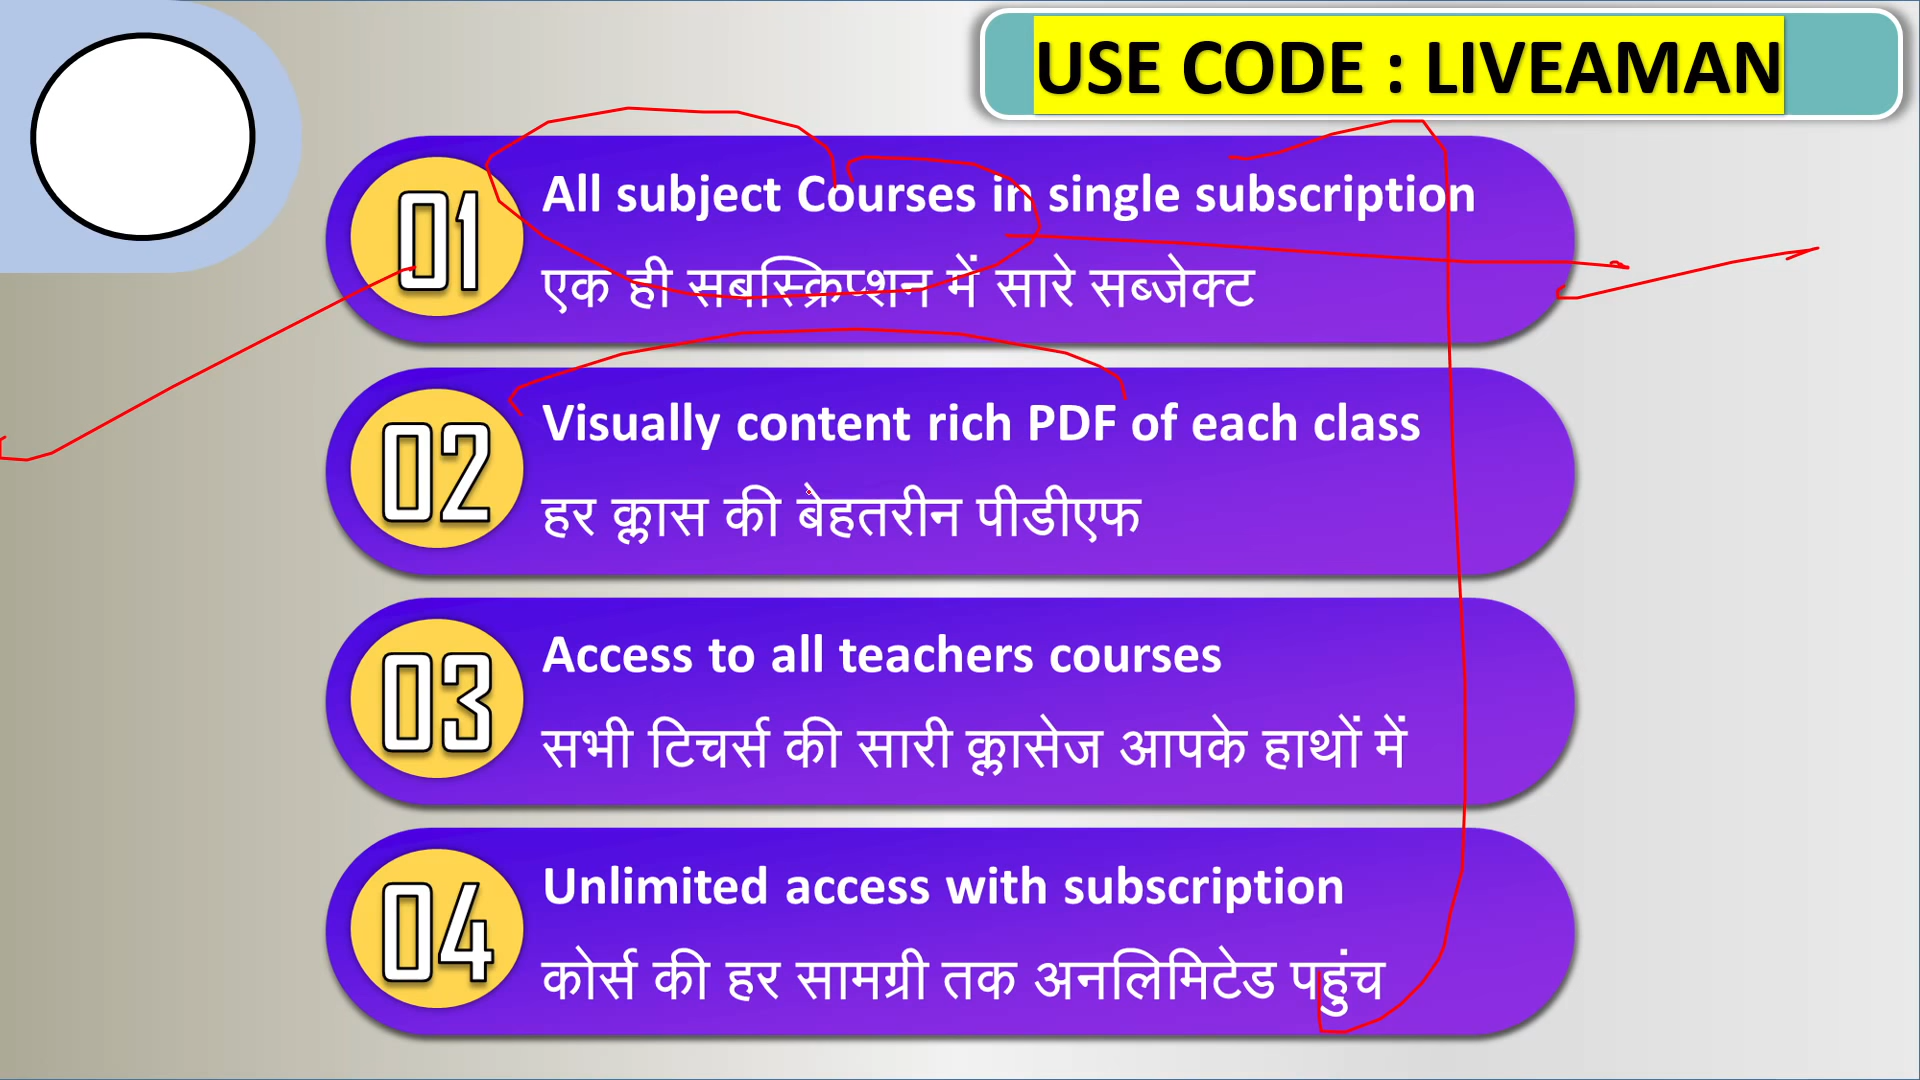 USE CODE : LIVEAMAN
01
All subject Courses in single subscription
एक ही सबस्क्रिप्शन में सारे सब्जेक्ट
02
Visually content rich PDF of each class
हर क्लास की बेहतरीन पीडीएफ
03
Access to all teachers courses
सभी टिचर्स की सारी क्लासेज आपके हाथों में
04
Unlimited access with subscription
कोर्स की हर सामग्री तक अनलिमिटेड पहुंच